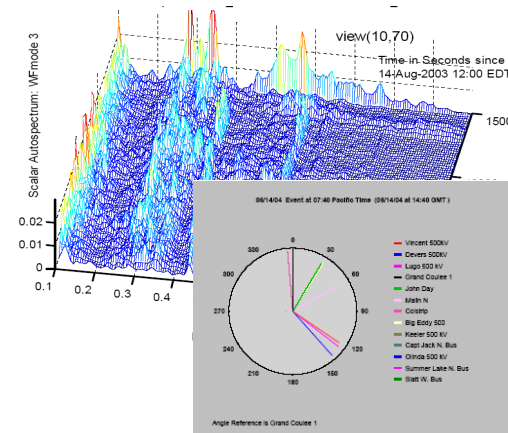 view(10,70)
Time in Seconds since
14-Aug-2003 12:00 EDT
Scalar Autospectrum: WFmode 3
1500
0.02
0.01
0
0.1
0.2
0.3
0.4
06/14/04 Event at 07:40 Pacific Time (06/14/04 at 14:40 GMT )
0
30
60
90
120
150
180
210
240
270
300
330
Vincent 500kV
Devers 500kV
Lugo 500 kV
Grand Coulee 1
John Day
Malin N
Colstrip
Big Eddy 500
Keeler 500 kV
Capt Jack N. Bus
Olinda 500 kV
Summer Lake N. Bus
Slatt W. Bus
Angle Reference is Grand Coulee 1